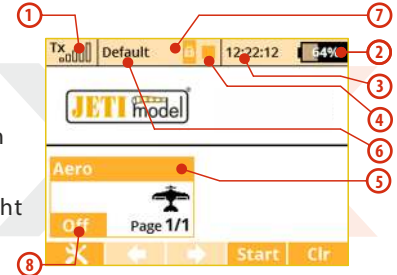 1 7
Tx Default 12:22:12 64% 2
3
4
JETI model 6
n
Aero 5
ht
Off Page 1/1
8 Start Clr